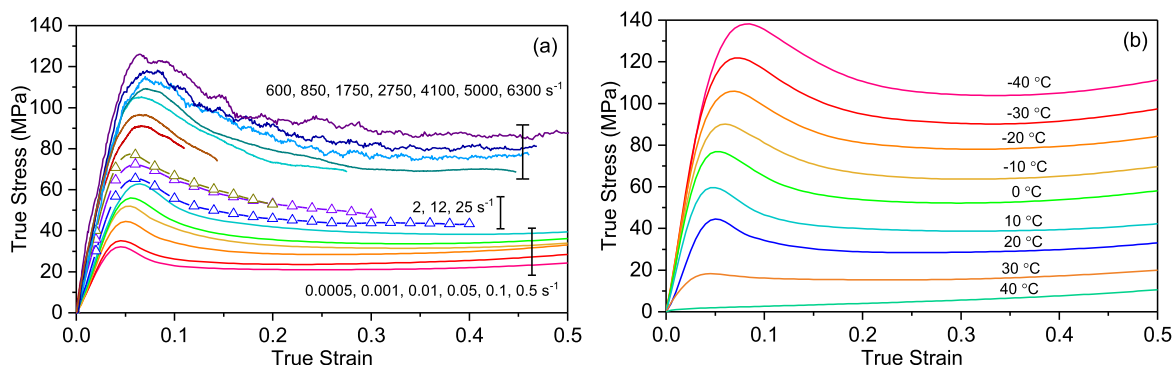 (a)
True Stress (MPa)
140
120
100
80
60
40
20
0
600, 850, 1750, 2750, 4100, 5000, 6300 s⁻¹
2, 12, 25 s⁻¹
0.0005, 0.001, 0.01, 0.05, 0.1, 0.5 s⁻¹
0.0 0.1 0.2 0.3 0.4 0.5
True Strain
(b)
True Stress (MPa)
140
120
100
80
60
40
20
0
-40 °C
-30 °C
-20 °C
-10 °C
0 °C
10 °C
20 °C
30 °C
40 °C
0.0 0.1 0.2 0.3 0.4 0.5
True Strain